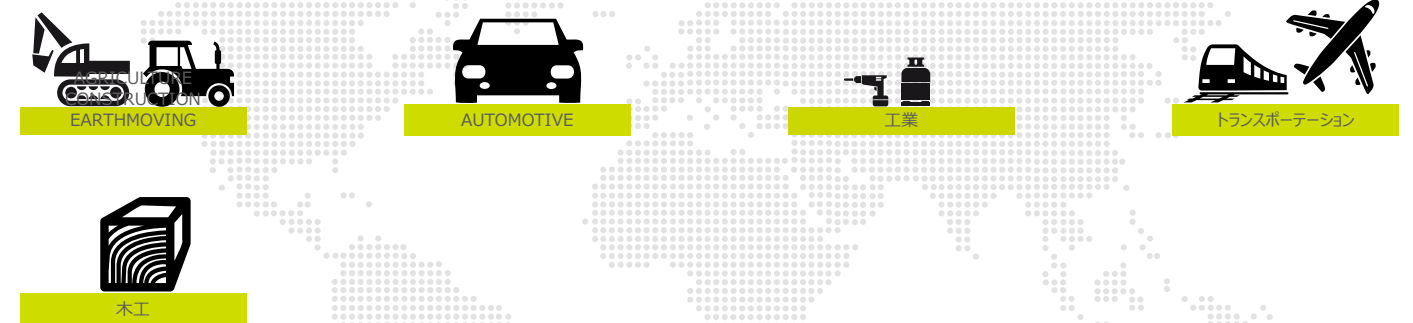 AGRICULTURE
CONSTRUCTION
EARTHMOVING
AUTOMOTIVE
工業
トランスポーテーション
木工